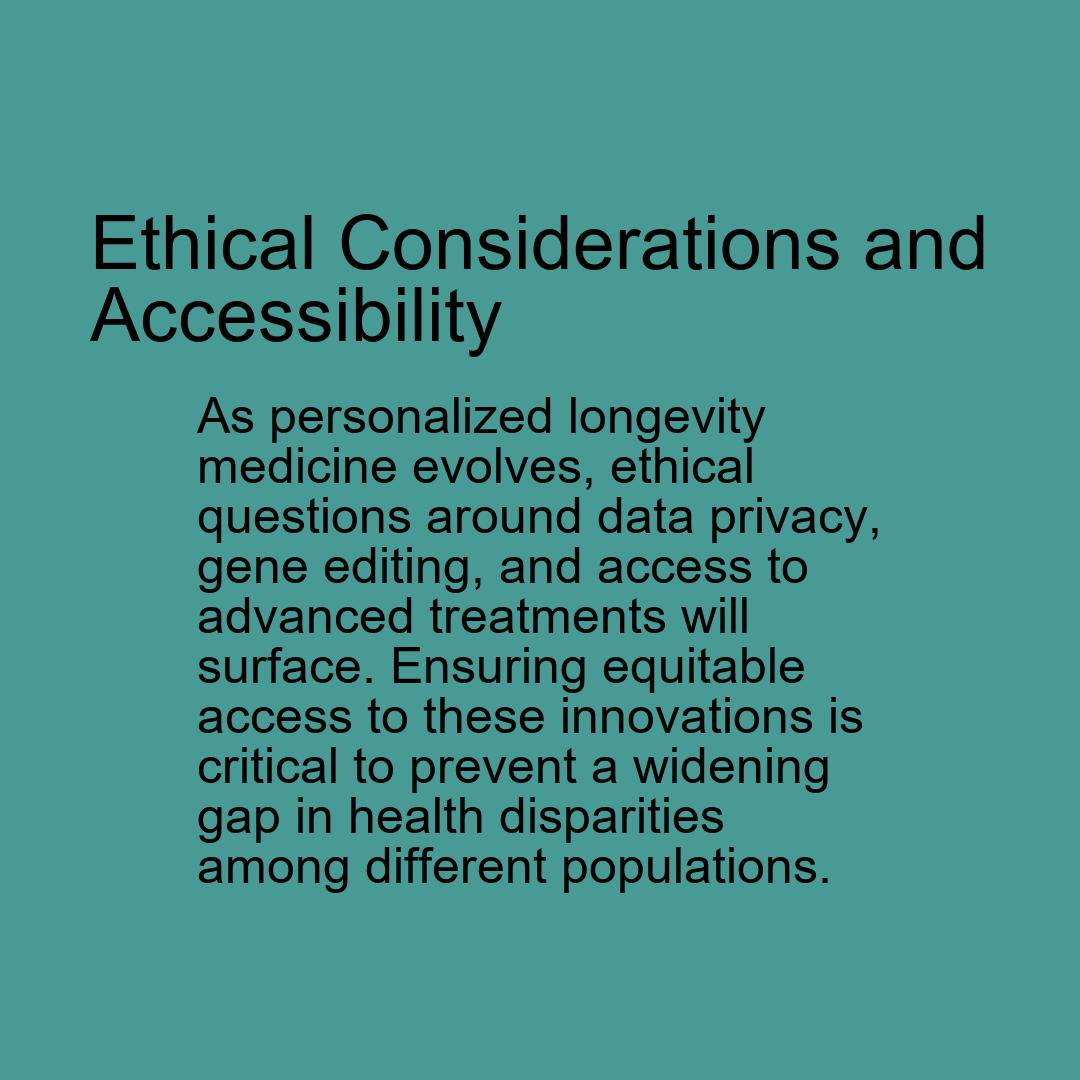 Ethical Considerations and
Accessibility
As personalized longevity
medicine evolves, ethical
questions around data privacy,
gene editing, and access to
advanced treatments will
surface. Ensuring equitable
access to these innovations is
critical to prevent a widening
gap in health disparities
among different populations.